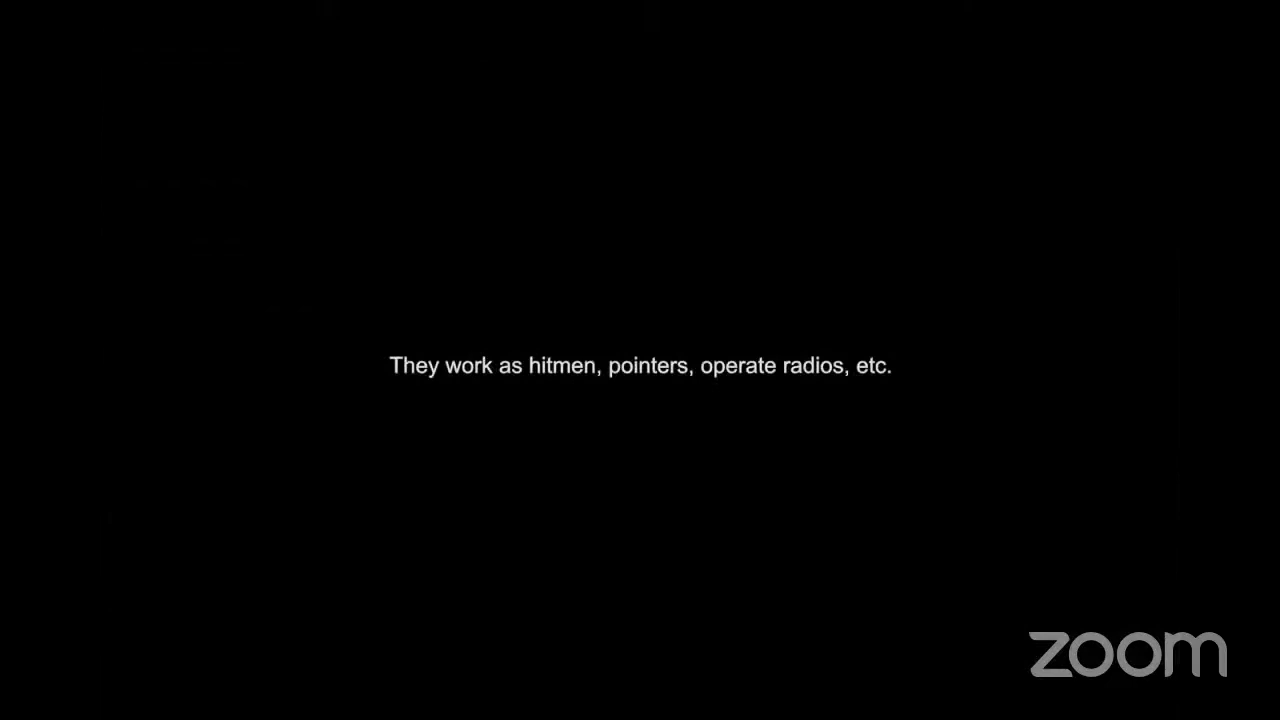 They work as hitmen, pointers, operate radios, etc.
zoom